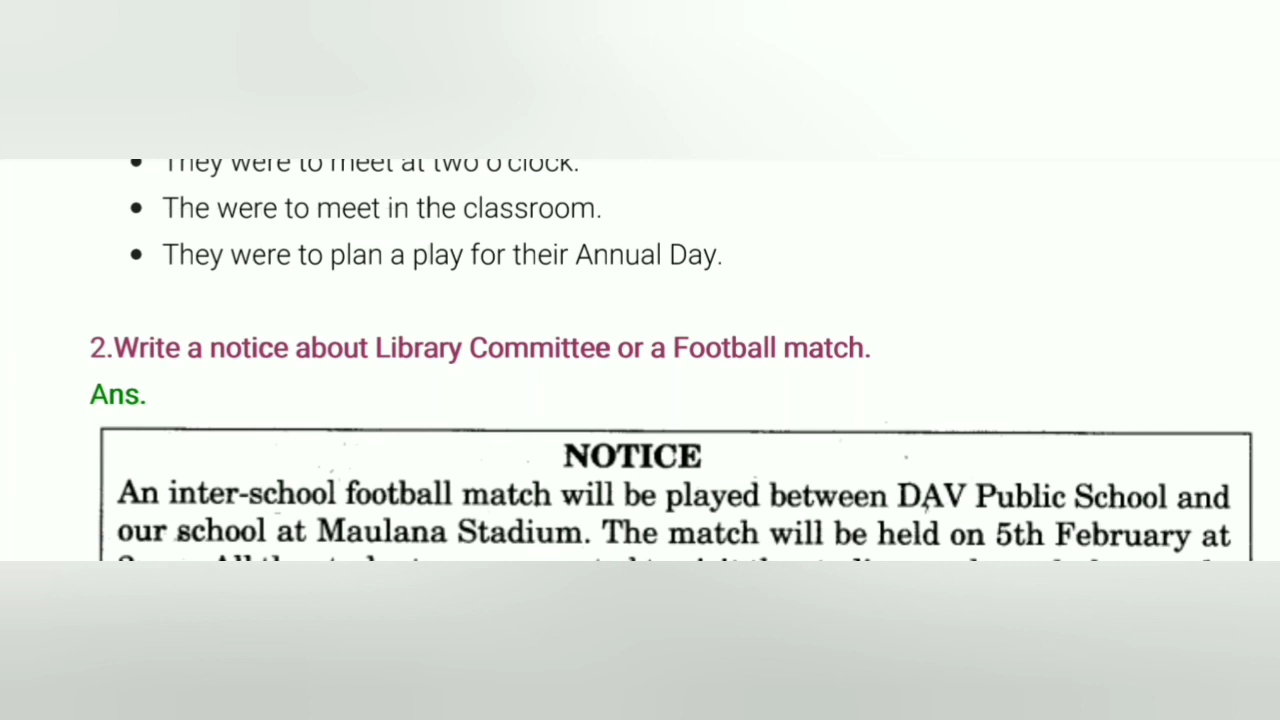 They were to meet at two o'clock.
The were to meet in the classroom.
They were to plan a play for their Annual Day.
2.Write a notice about Library Committee or a Football match.
Ans.
NOTICE
An inter-school football match will be played between DAV Public School and
our school at Maulana Stadium. The match will be held on 5th February at